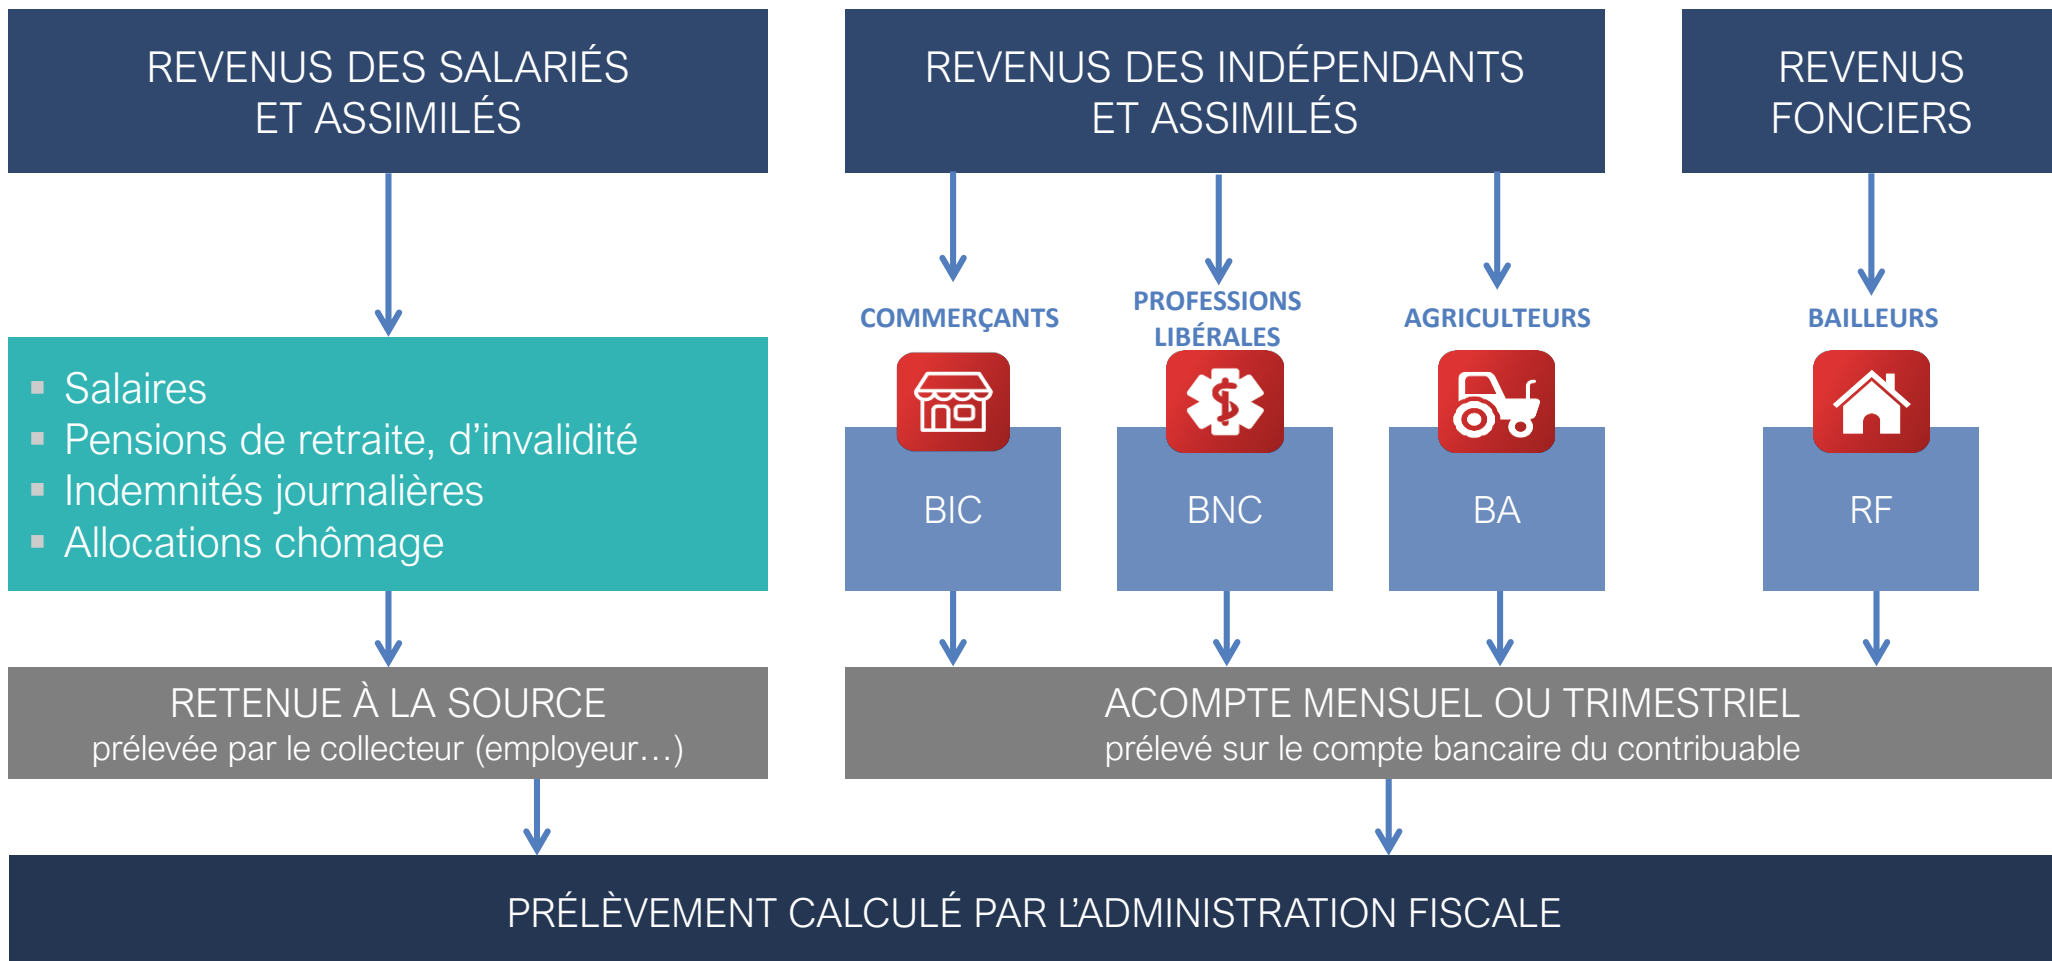 REVENUS DES SALARIÉS
ET ASSIMILÉS
REVENUS DES INDÉPENDANTS
ET ASSIMILÉS
REVENUS
FONCIERS
COMMERÇANTS
PROFESSIONS
LIBÉRALES
AGRICULTEURS
BAILLEURS
▪ Salaires
▪ Pensions de retraite, d’invalidité
▪ Indemnités journalières
▪ Allocations chômage
BIC
BNC
BA
RF
RETENUE À LA SOURCE
prélevée par le collecteur (employeur…)
ACOMPTE MENSUEL OU TRIMESTRIEL
prélevé sur le compte bancaire du contribuable
PRÉLÈVEMENT CALCULÉ PAR L’ADMINISTRATION FISCALE